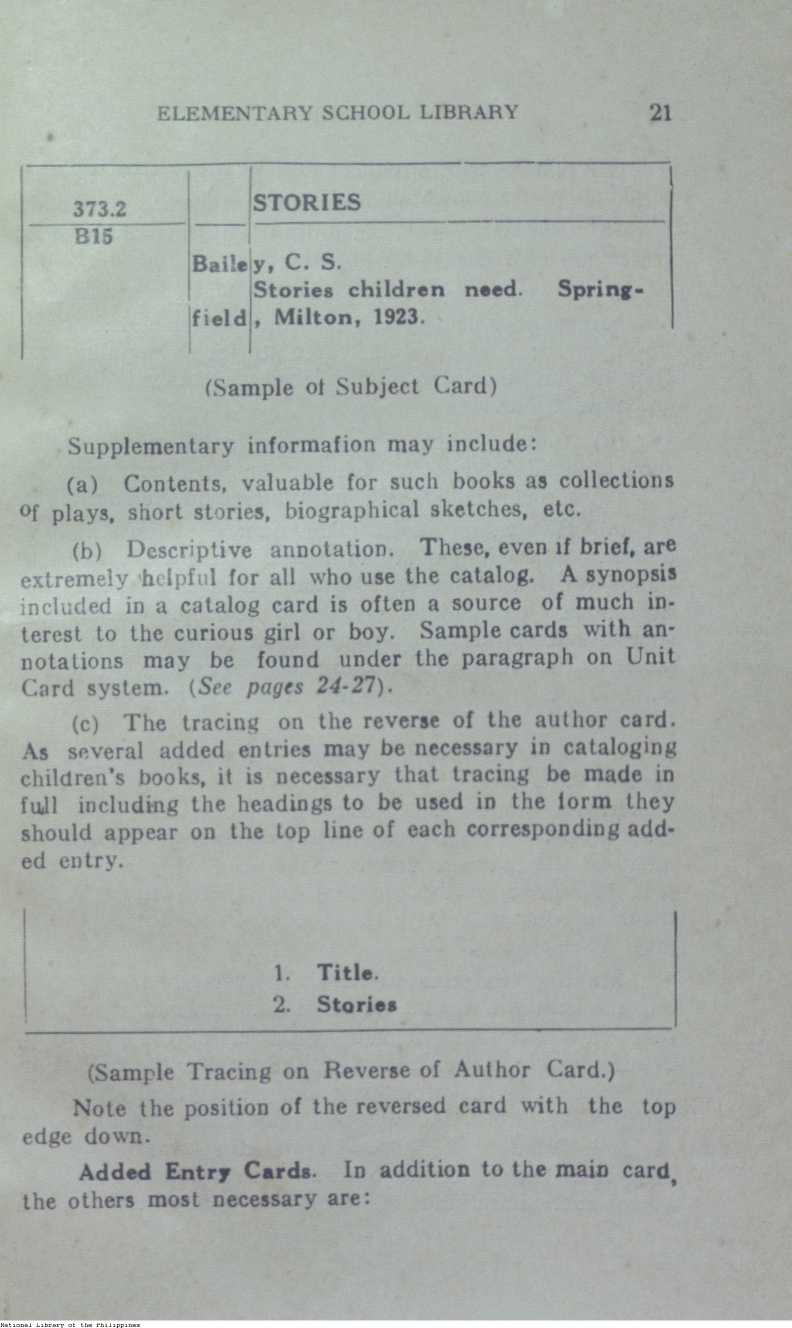 ELEMENTARY SCHOOL LIBRARY 21
373.2 STORIES
B15
Bailey, C. S.
Stories children need. Spring-
field, Milton, 1923.
(Sample of Subject Card)
Supplementary information may include:
(a) Contents, valuable for such books as collections
of plays, short stories, biographical sketches, etc.
(b) Descriptive annotation. These, even if brief, are
extremely helpful for all who use the catalog. A synopsis
included in a catalog card is often a source of much in-
terest to the curious girl or boy. Sample cards with an-
notations may be found under the paragraph on Unit
Card system. (See pages 24-27).
(c) The tracing on the reverse of the author card.
As several added entries may be necessary in cataloging
children's books, it is necessary that tracing be made in
full including the headings to be used in the form they
should appear on the top line of each corresponding add-
ed entry.
1. Title.
2. Stories
(Sample Tracing on Reverse of Author Card.)
Note the position of the reversed card with the top
edge down.
Added Entry Cards. In addition to the main card,
the others most necessary are:
National Library of the Philippines